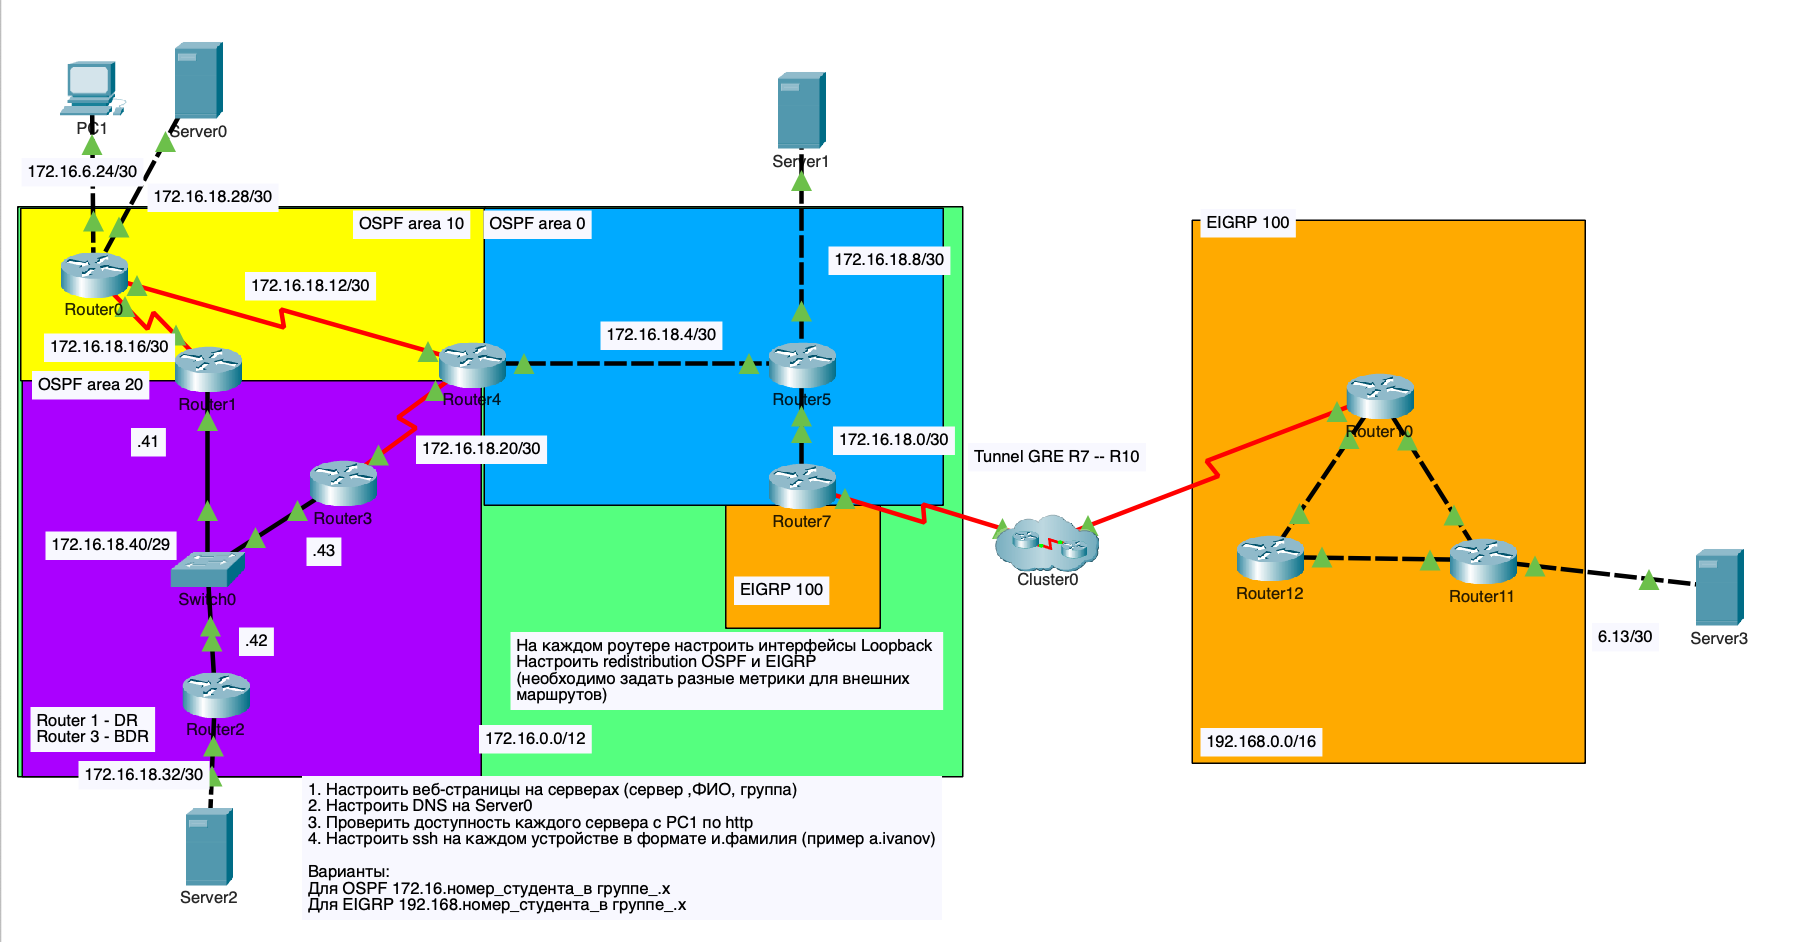 PC1
Server0
172.16.6.24/30
172.16.18.28/30
Server1
OSPF area 10
OSPF area 0
EIGRP 100
172.16.18.8/30
172.16.18.12/30
Router0
172.16.18.4/30
172.16.18.16/30
OSPF area 20
Router1
Router4
Router5
.41
172.16.18.20/30
172.16.18.0/30
Tunnel GRE R7 -- R10
Router10
Router3
Router7
172.16.18.40/29
.43
Cluster0
Switch0
EIGRP 100
Router12
Router11
.42
6.13/30
Server3
На каждом роутере настроить интерфейсы Loopback
Настроить redistribution OSPF и EIGRP
(необходимо задать разные метрики для внешних
маршрутов)
Router 1 - DR
Router 3 - BDR
Router2
172.16.0.0/12
192.168.0.0/16
172.16.18.32/30
1. Настроить веб-страницы на серверах (сервер ,ФИО, группа)
2. Настроить DNS на Server0
3. Проверить доступность каждого сервера с PC1 по http
4. Настроить ssh на каждом устройстве в формате и.фамилия (пример a.ivanov)
Варианты:
Для OSPF 172.16.номер_студента_в группе_.x
Для EIGRP 192.168.номер_студента_в группе_.x
Server2